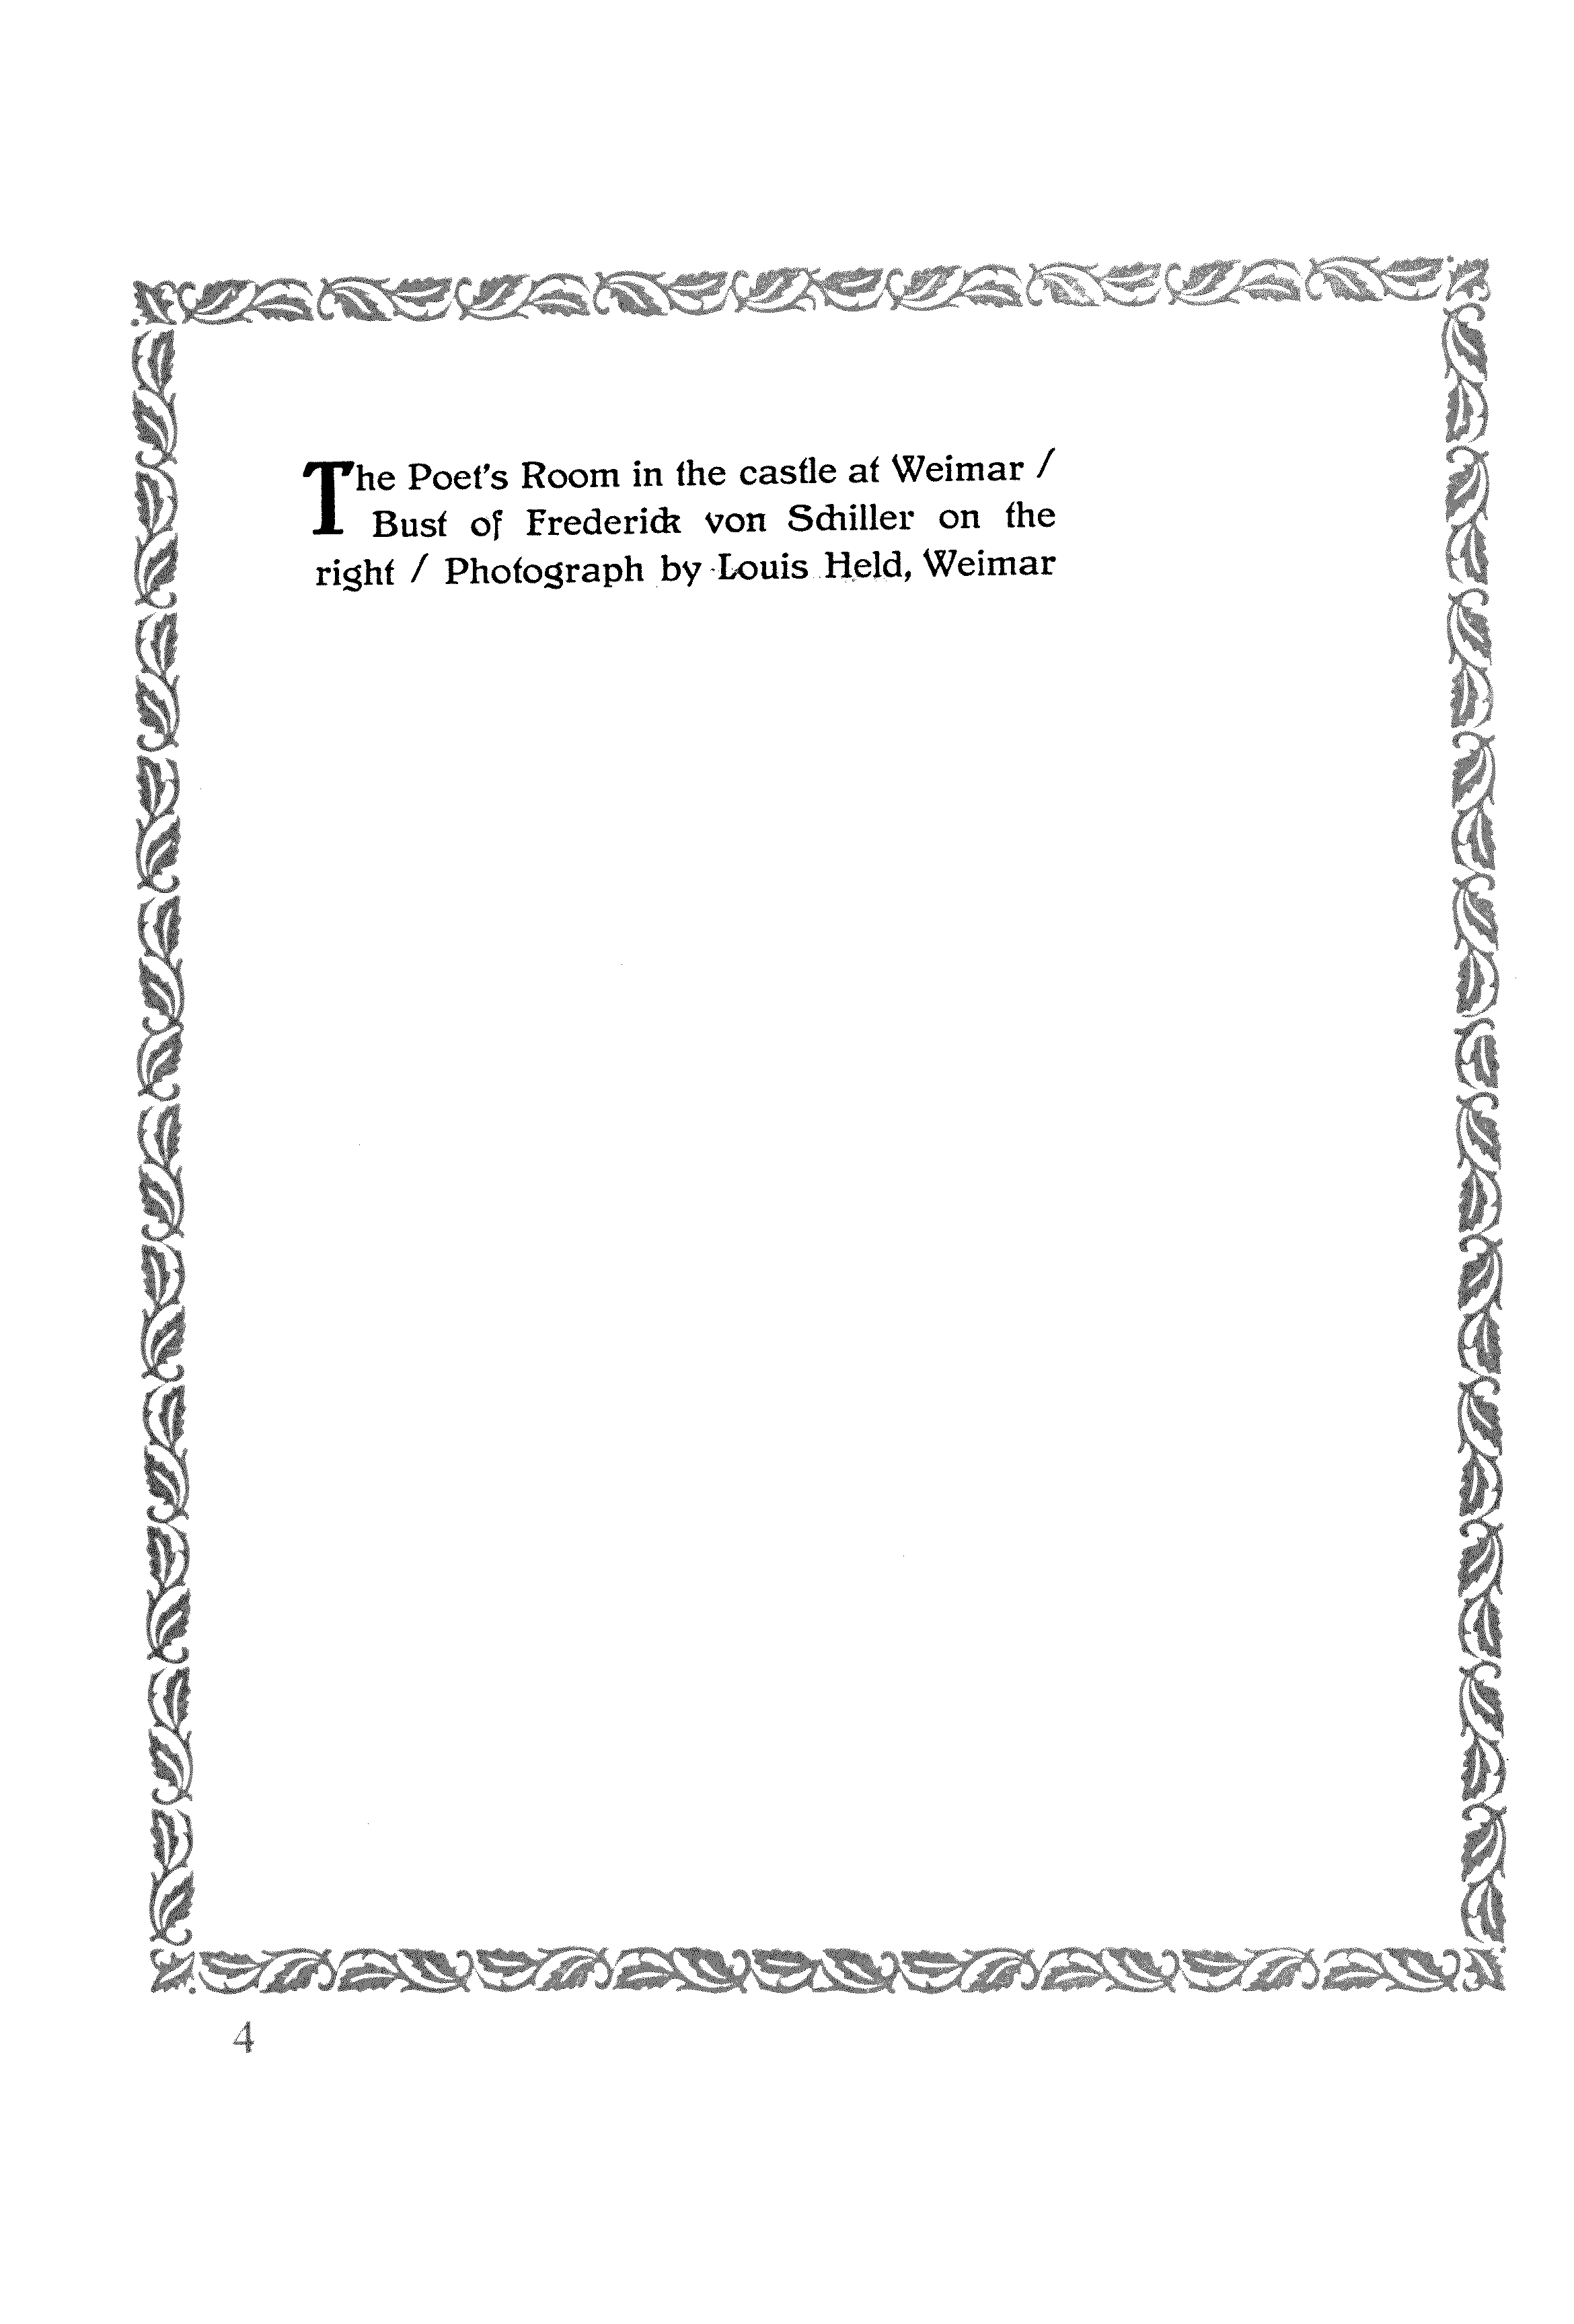 The Poet's Room in the castle at Weimar /
Bust of Frederick von Schiller on the
right / Photograph by Louis Held, Weimar
4